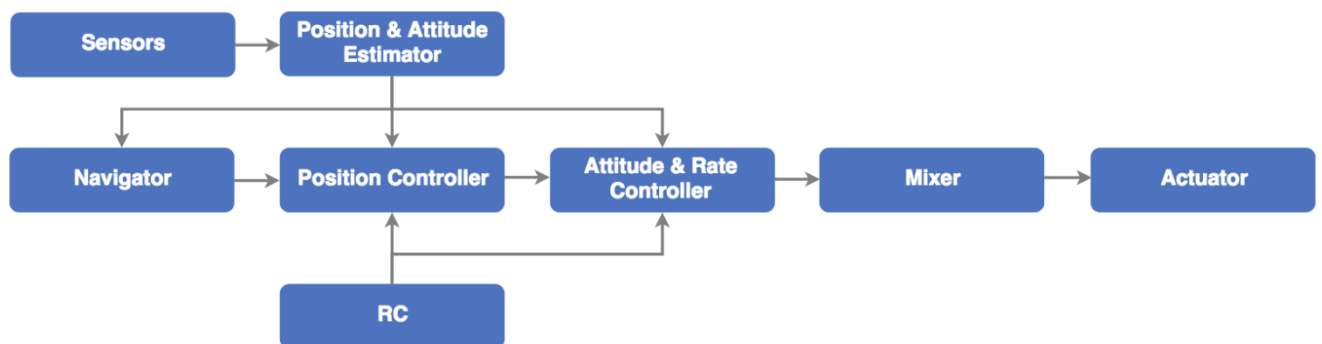 Sensors
Position & Attitude
Estimator
Navigator
Position Controller
Attitude & Rate
Controller
Mixer
Actuator
RC